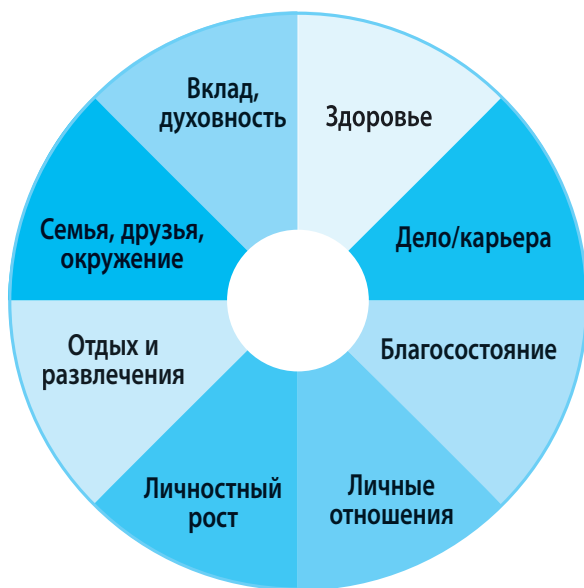 Вклад,
духовность
Здоровье
Семья, друзья,
окружение
Дело/карьера
Отдых и
развлечения
Благосостояние
Личностный
рост
Личные
отношения